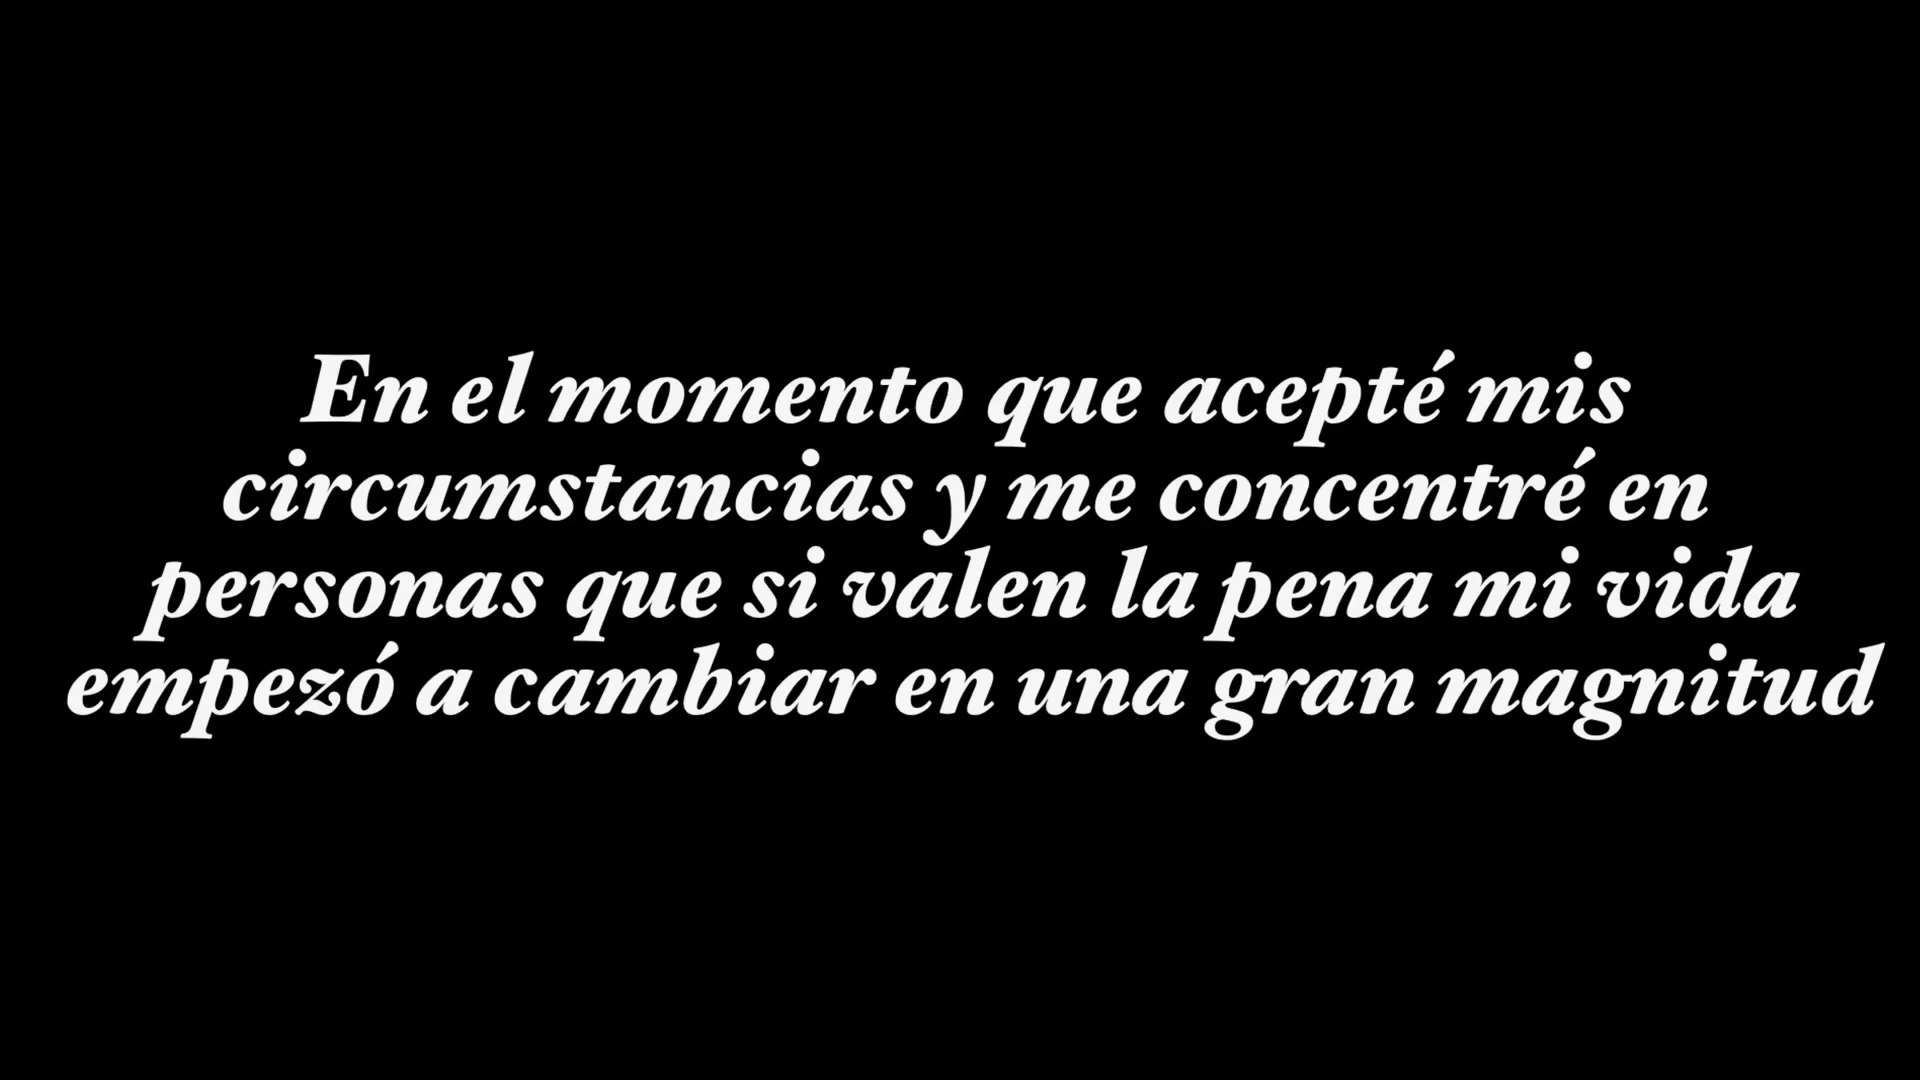 En el momento que acepté mis
circumstancias y me concentré en
personas que si valen la pena mi vida
empezó a cambiar en una gran magnitud